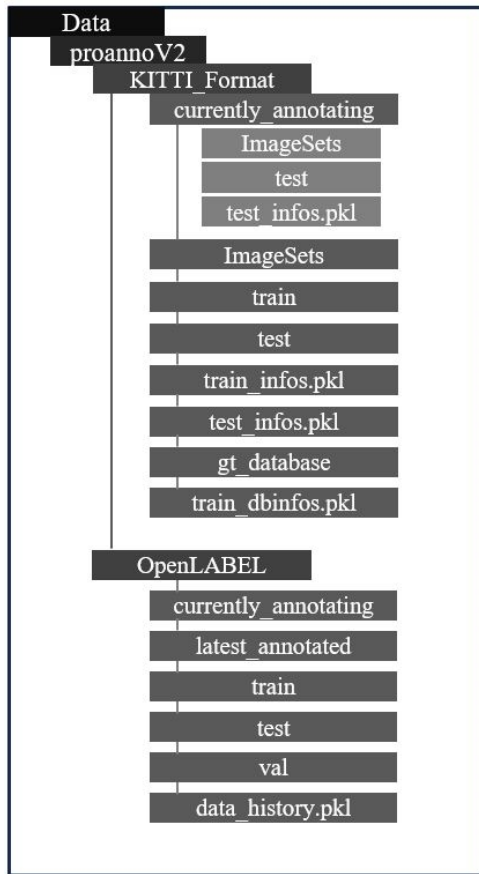 Data
proannoV2
KITTI_Format
currently_annotating
ImageSets
test
test_infos.pkl
ImageSets
train
test
train_infos.pkl
test_infos.pkl
gt_database
train_dbinfos.pkl
OpenLABEL
currently_annotating
latest_annotated
train
test
val
data_history.pkl